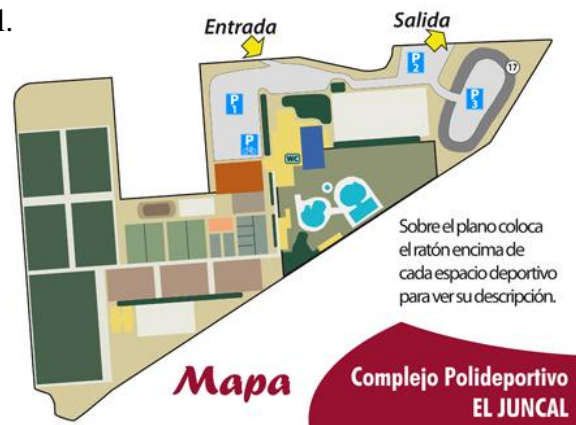 l.
Entrada
Salida
P
1
P
2
P
3
17
P
WC
Sobre el plano coloca
el ratón encima de
cada espacio deportivo
para ver su descripción.
Mapa
Complejo Polideportivo
EL JUNCAL